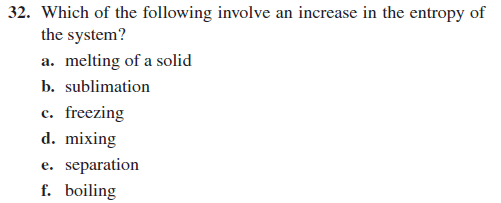 32. Which of the following involve an increase in the entropy of
the system?
a. melting of a solid
b. sublimation
c. freezing
d. mixing
e. separation
f. boiling